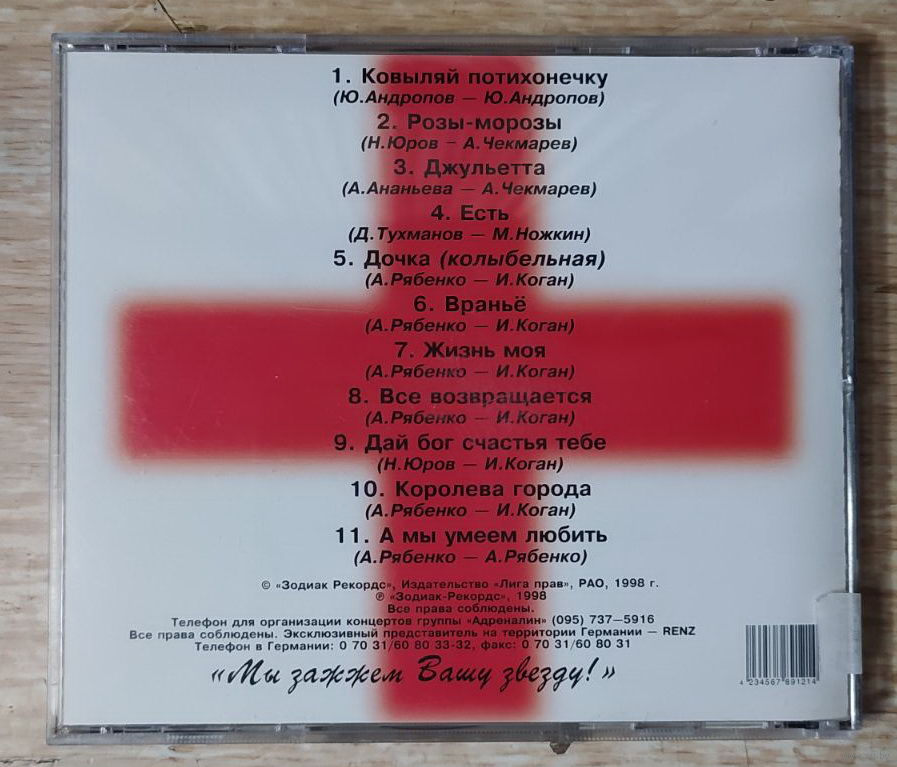 1. Ковыляй потихонечку
(Ю.Андропов — Ю.Андропов)
2. Розы-морозы
(Н.Юров – А.Чекмарев)
3. Джульетта
(А.Ананьева — А.Чекмарев)
4. Есть
(Д.Тухманов — М.Ножкин)
5. Дочка (колыбельная)
(А.Рябенко — И.Коган)
6. Враньё
(А.Рябенко — И.Коган)
7. Жизнь моя
(А.Рябенко — И.Коган)
8. Все возвращается
(А.Рябенко — И.Коган)
9. Дай бог счастья тебе
(Н.Юров — И.Коган)
10. Королева города
(А.Рябенко — И.Коган)
11. А мы умеем любить
(А.Рябенко — А.Рябенко)
© «Зодиак Рекордс», Издательство «Лига прав», РАО, 1998 г.
℗ «Зодиак-Рекордс», 1998
Все права соблюдены.
Телефон для организации концертов группы «Адреналин» (095) 737—5916
Все права соблюдены. Эксклюзивный представитель на территории Германии — RENZ
Телефон в Германии: 0 70 31/60 80 33-32, факс: 0 70 31/60 80 31
«Мы зажжем Вашу звезду!»
4 234567 891214